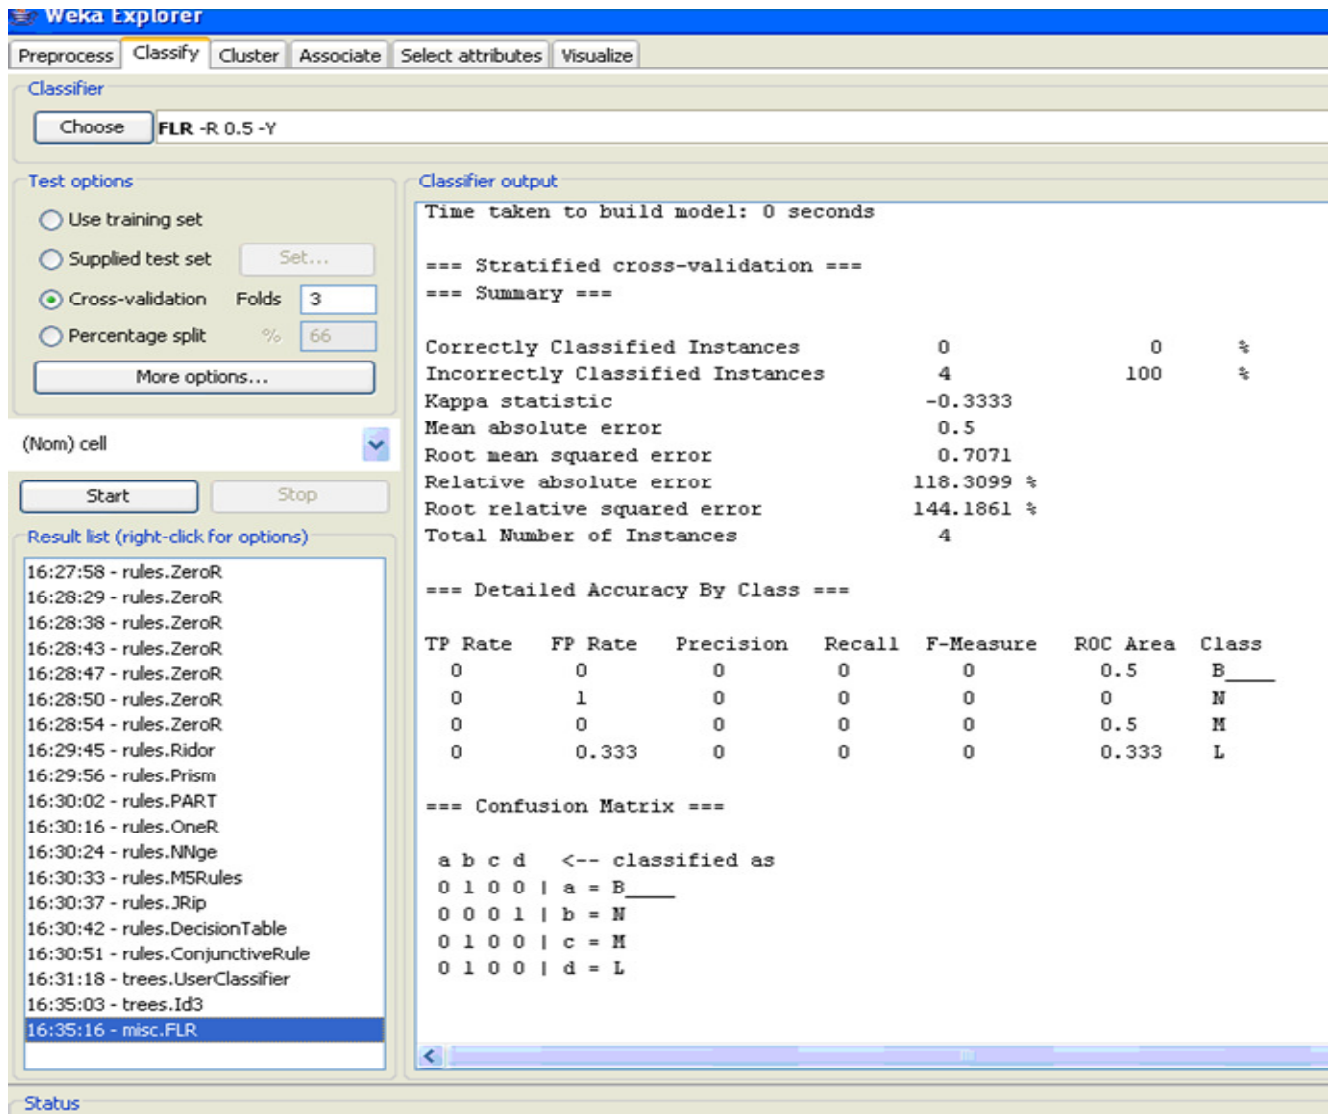 Weka Explorer
Preprocess Classify Cluster Associate Select attributes Visualize
Classifier
Choose FLR -R 0.5 -Y
Test options
Use training set
Supplied test set Set...
Cross-validation Folds 3
Percentage split % 66
More options...
(Nom) cell
Start Stop
Result list (right-click for options)
16:27:58 - rules.ZeroR
16:28:29 - rules.ZeroR
16:28:38 - rules.ZeroR
16:28:43 - rules.ZeroR
16:28:47 - rules.ZeroR
16:28:50 - rules.ZeroR
16:28:54 - rules.ZeroR
16:29:45 - rules.Ridor
16:29:56 - rules.Prism
16:30:02 - rules.PART
16:30:16 - rules.OneR
16:30:24 - rules.NNge
16:30:33 - rules.M5Rules
16:30:37 - rules.JRip
16:30:42 - rules.DecisionTable
16:30:51 - rules.ConjunctiveRule
16:31:18 - trees.UserClassifier
16:35:03 - trees.Id3
16:35:16 - misc.FLR
Classifier output
Time taken to build model: 0 seconds
=== Stratified cross-validation ===
=== Summary ===
Correctly Classified Instances 0 0 %
Incorrectly Classified Instances 4 100 %
Kappa statistic -0.3333
Mean absolute error 0.5
Root mean squared error 0.7071
Relative absolute error 118.3099 %
Root relative squared error 144.1861 %
Total Number of Instances 4
=== Detailed Accuracy By Class ===
TP Rate FP Rate Precision Recall F-Measure ROC Area Class
0 0 0 0 0 0.5 B____
0 1 0 0 0 0 N
0 0 0 0 0 0.5 M
0 0.333 0 0 0 0.333 L
=== Confusion Matrix ===
a b c d <-- classified as
0 1 0 0 | a = B____
0 0 0 1 | b = N
0 1 0 0 | c = M
0 1 0 0 | d = L
Status